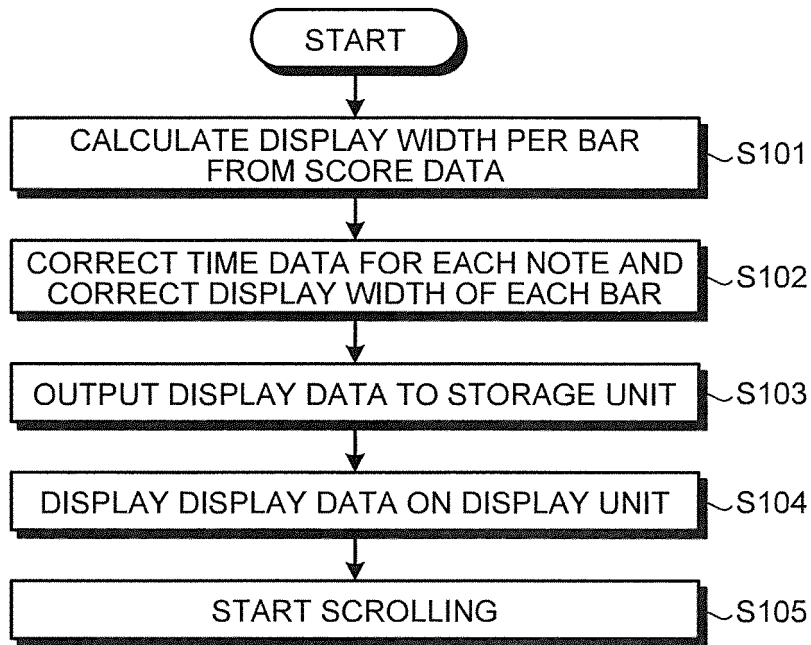 START
CALCULATE DISPLAY WIDTH PER BAR
FROM SCORE DATA
S101
CORRECT TIME DATA FOR EACH NOTE AND
CORRECT DISPLAY WIDTH OF EACH BAR
S102
OUTPUT DISPLAY DATA TO STORAGE UNIT
S103
DISPLAY DISPLAY DATA ON DISPLAY UNIT
S104
START SCROLLING
S105